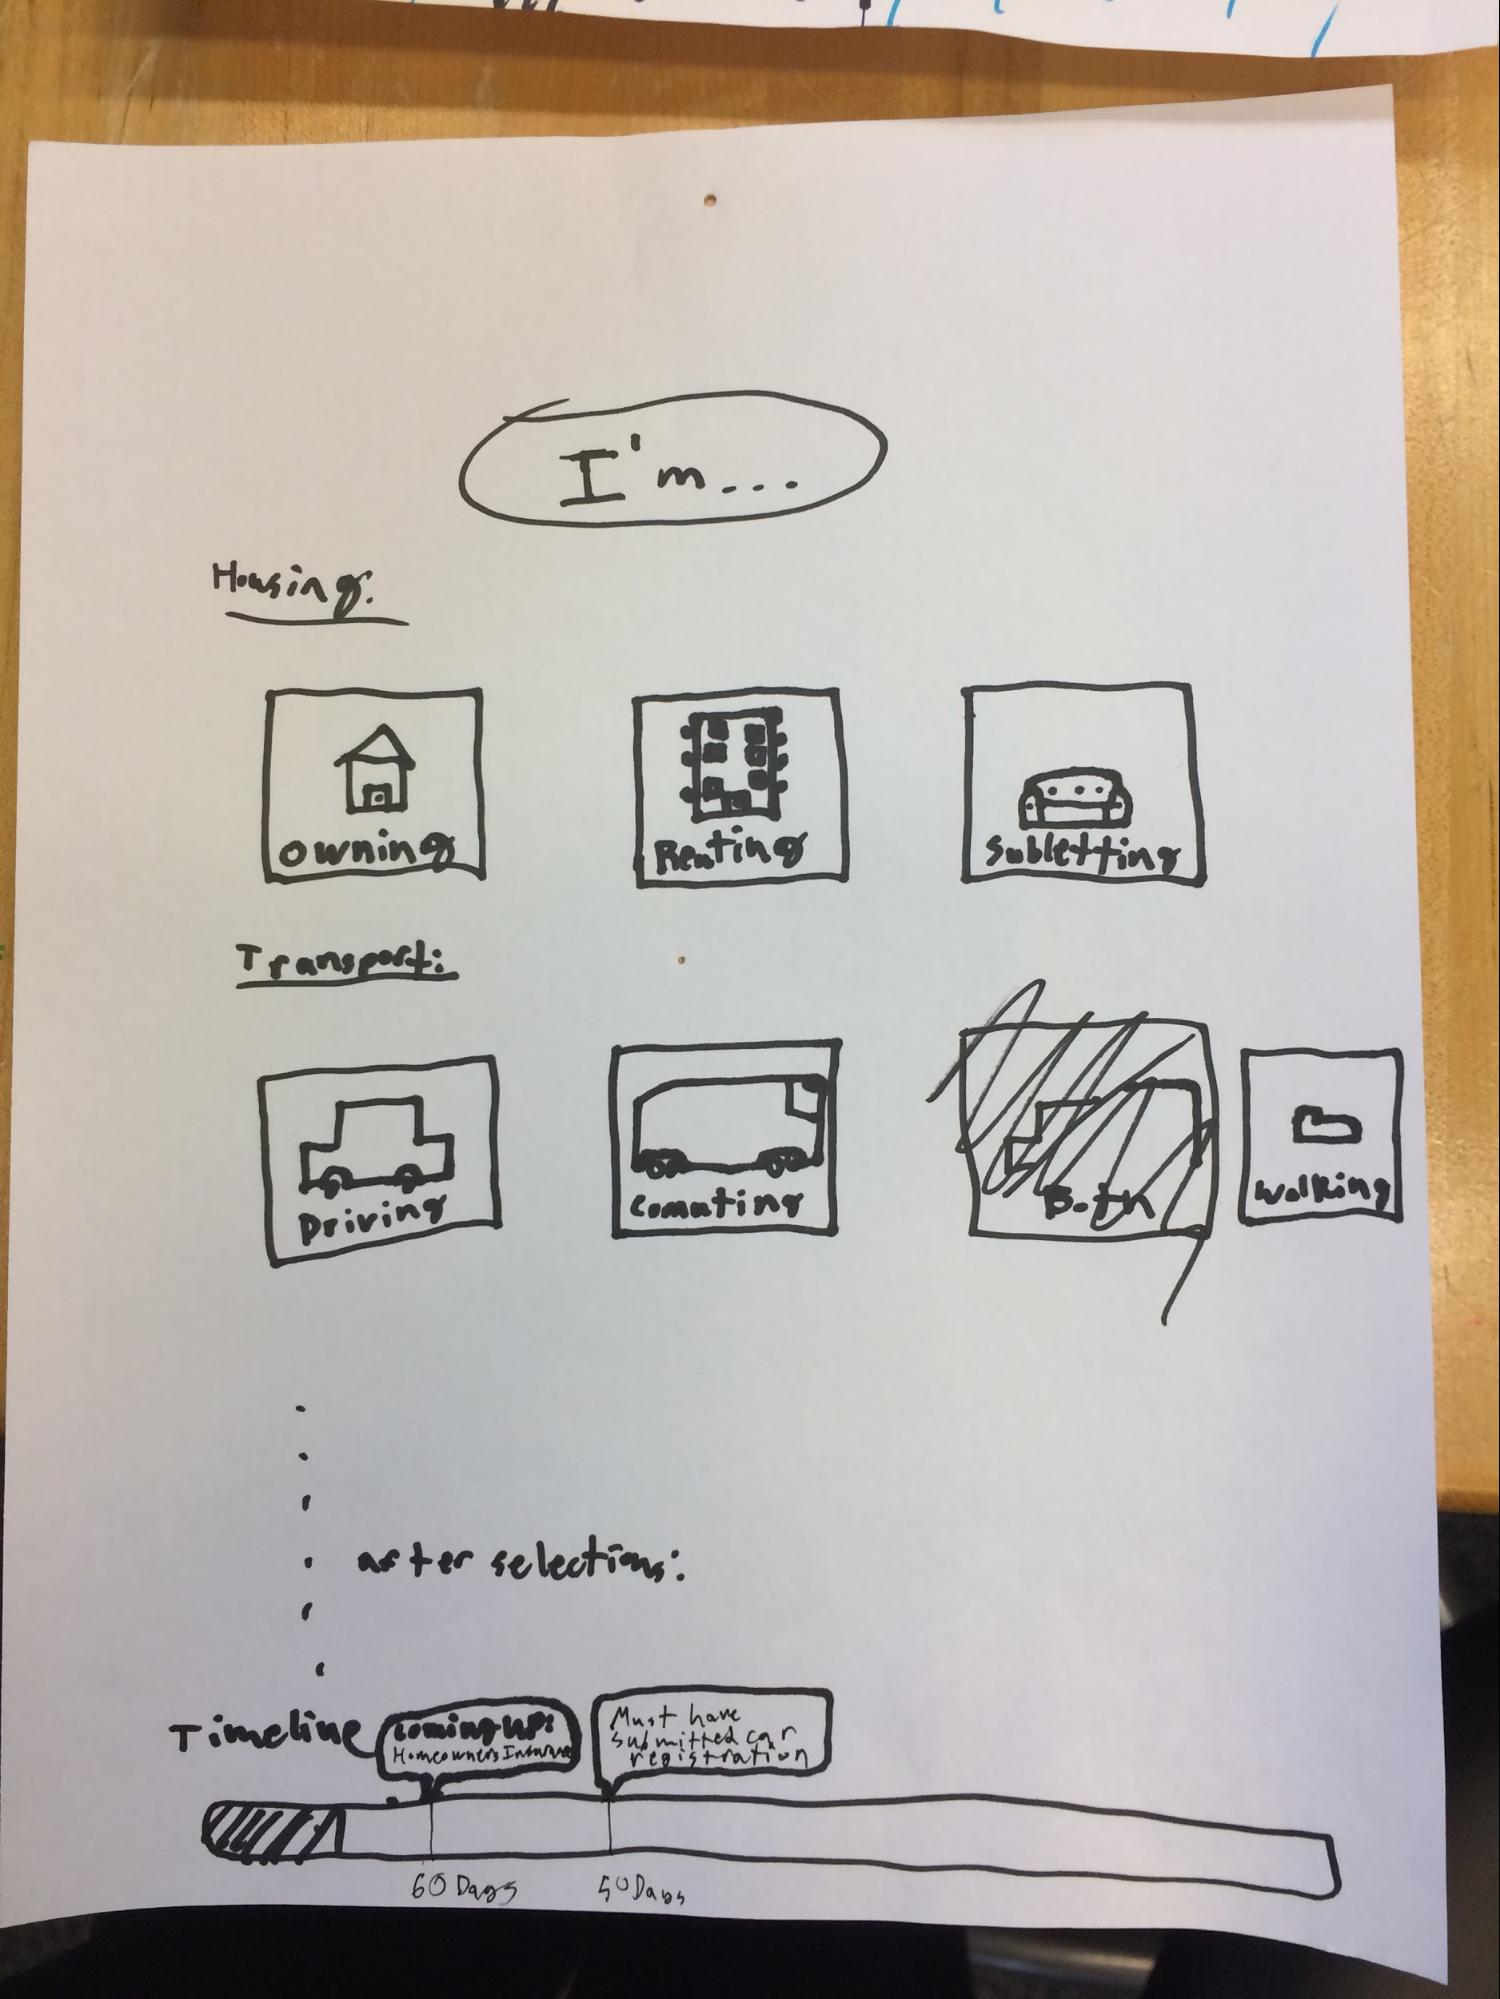 I'm...
Housing:
Owning
Renting
Subletting
Transport:
Driving
Comuting
Both
Walking
after selections:
Timeline
Coming up:
Homeowners
Must have
submitted car
registration
60 Days
50 Days